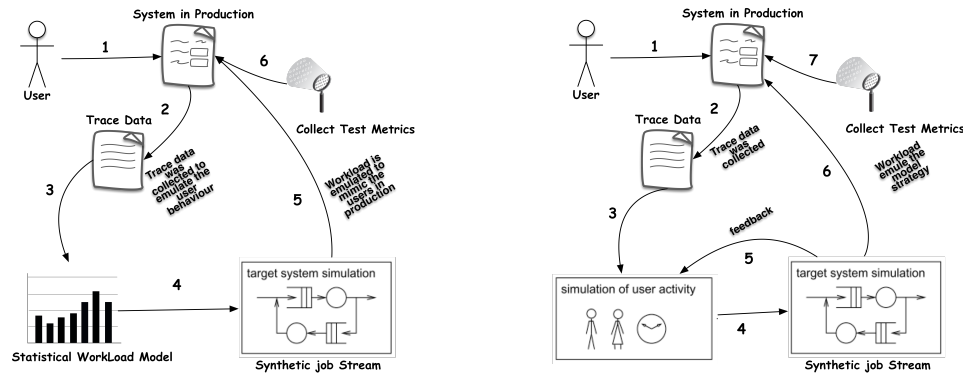 System in Production
1
6
User
2
Collect Test Metrics
Trace Data
Trace data
was
collected to
emulate the
user
behaviour
Workload is
emulated to
mimic the
users in
production
3
5
4
target system simulation
Statistical WorkLoad Model
Synthetic job Stream
System in Production
1
7
User
2
Collect Test Metrics
Trace Data
Trace data
was
collected
6
Workload
emule the
model
strategy
3
feedback
5
simulation of user activity
4
target system simulation
Synthetic job Stream